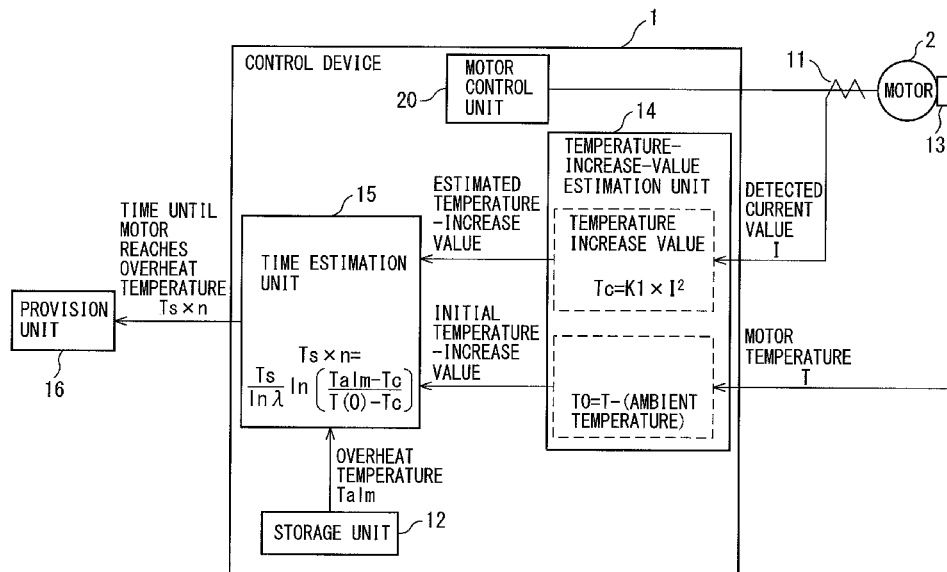 1
CONTROL DEVICE
MOTOR
CONTROL
UNIT
20
11
2
MOTOR
13
14
TEMPERATURE-
INCREASE-VALUE
ESTIMATION UNIT
TEMPERATURE
INCREASE VALUE
Tc=K1×I²
T0=T-(AMBIENT
TEMPERATURE)
DETECTED
CURRENT
VALUE
I
MOTOR
TEMPERATURE
T
ESTIMATED
TEMPERATURE
-INCREASE
VALUE
INITIAL
TEMPERATURE
-INCREASE
VALUE
15
TIME ESTIMATION
UNIT
Ts×n=
Ts/lnλ ln(Talm-Tc/T(0)-Tc)
TIME UNTIL
MOTOR
REACHES
OVERHEAT
TEMPERATURE
Ts×n
PROVISION
UNIT
16
OVERHEAT
TEMPERATURE
Talm
STORAGE UNIT
12